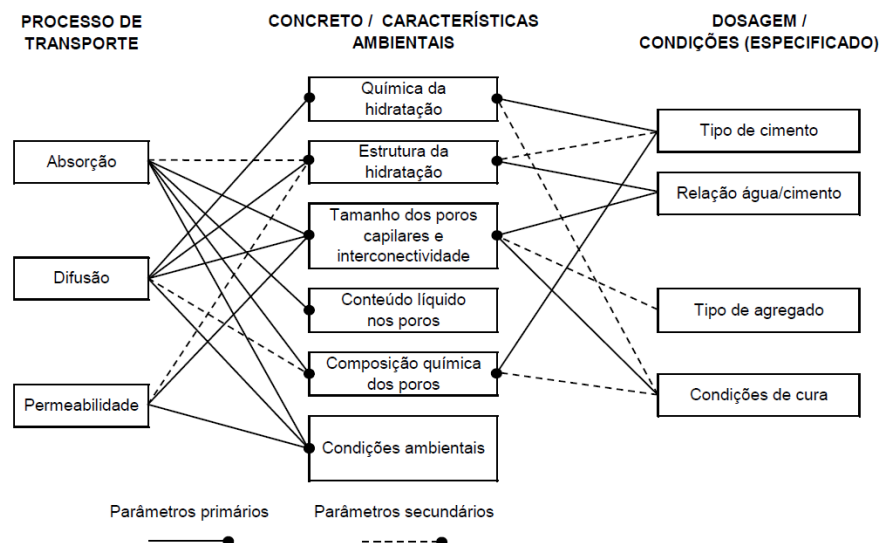 PROCESSO DE
TRANSPORTE
CONCRETO / CARACTERÍSTICAS
AMBIENTAIS
DOSAGEM /
CONDIÇÕES (ESPECIFICADO)
Absorção
Difusão
Permeabilidade
Química da
hidratação
Estrutura da
hidratação
Tamanho dos poros
capilares e
interconectividade
Conteúdo líquido
nos poros
Composição química
dos poros
Condições ambientais
Tipo de cimento
Relação água/cimento
Tipo de agregado
Condições de cura
Parâmetros primários
Parâmetros secundários